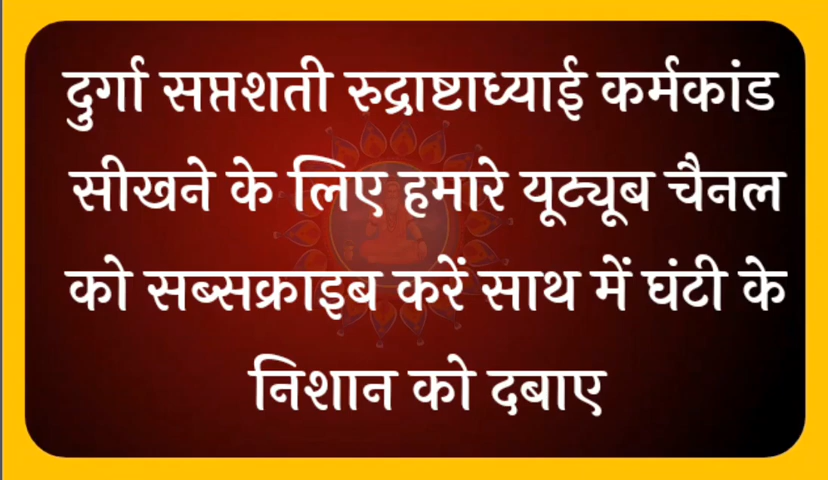 दुर्गा सप्तशती रुद्राष्टाध्याई कर्मकांड
सीखने के लिए हमारे यूट्यूब चैनल
को सब्सक्राइब करें साथ में घंटी के
निशान को दबाए